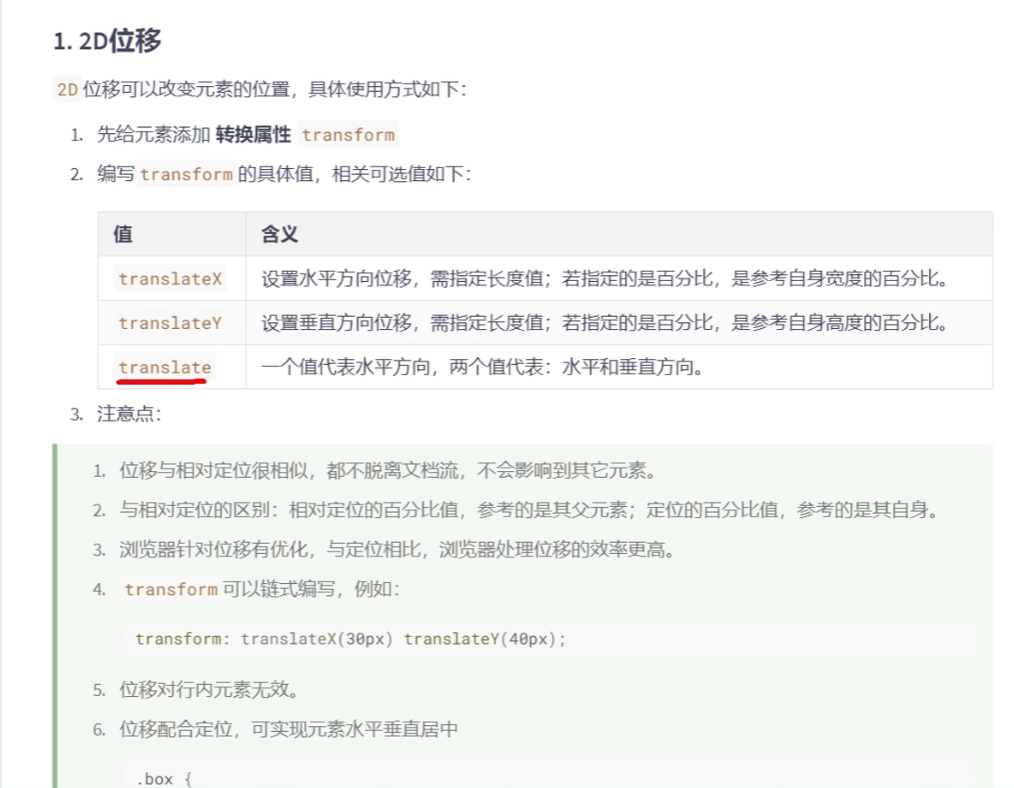 1. 2D位移
2D 位移可以改变元素的位置，具体使用方式如下：
1. 先给元素添加 转换属性 transform
2. 编写 transform 的具体值，相关可选值如下：
值 含义
translateX 设置水平方向位移，需指定长度值；若指定的是百分比，是参考自身宽度的百分比。
translateY 设置垂直方向位移，需指定长度值；若指定的是百分比，是参考自身高度的百分比。
translate 一个值代表水平方向，两个值代表：水平和垂直方向。
3. 注意点：
1. 位移与相对定位很相似，都不脱离文档流，不会影响到其它元素。
2. 与相对定位的区别：相对定位的百分比值，参考的是其父元素；定位的百分比值，参考的是其自身。
3. 浏览器针对位移有优化，与定位相比，浏览器处理位移的效率更高。
4. transform 可以链式编写，例如：
transform: translateX(30px) translateY(40px);
5. 位移对行内元素无效。
6. 位移配合定位，可实现元素水平垂直居中
.box {